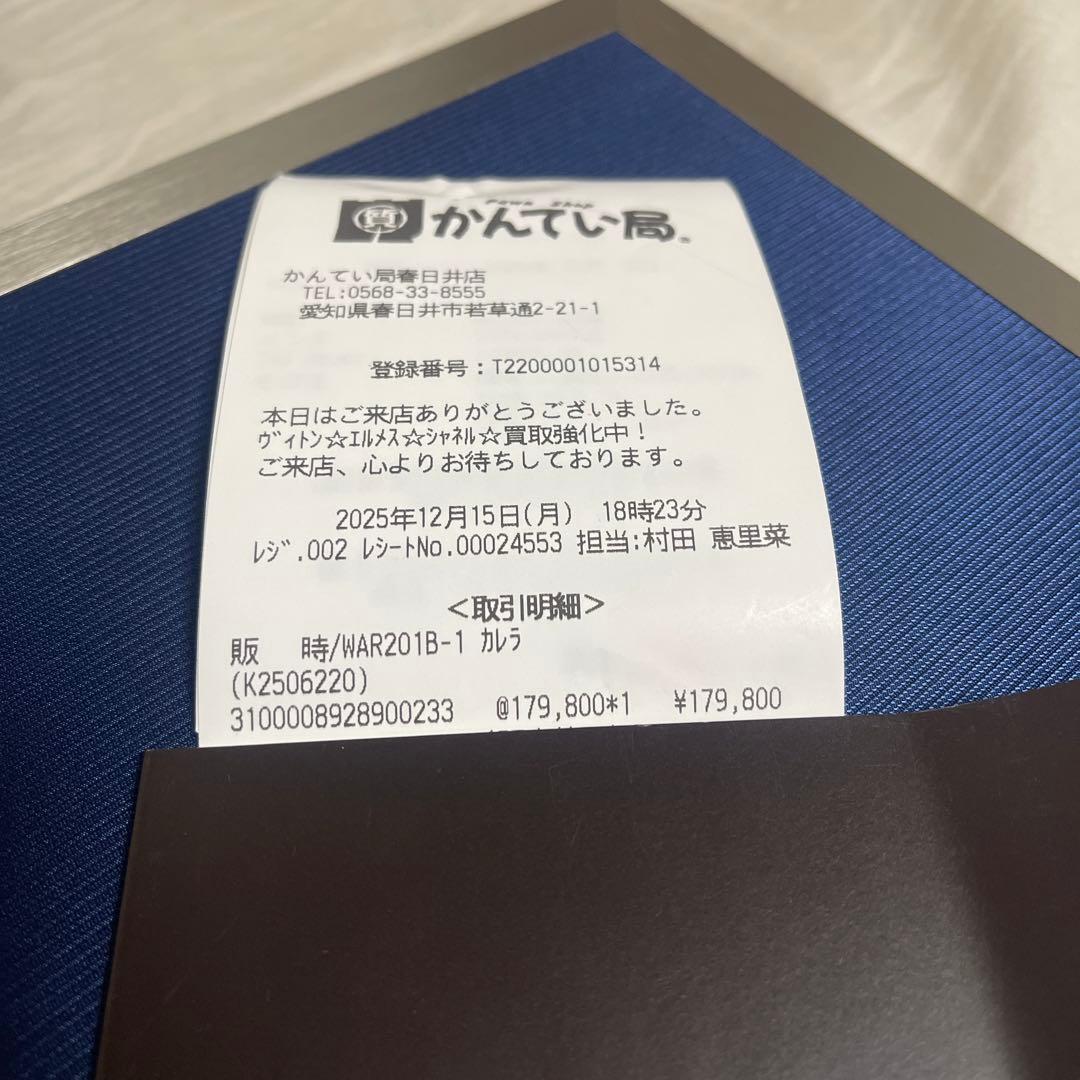 Pawn Shop
質 かんてい局。
かんてい局春日井店
TEL:0568-33-8555
愛知県春日井市若草通2-21-1
登録番号:T2200001015314
本日はご来店ありがとうございました。
ヴィトン☆エルメス☆シャネル☆買取強化中!
ご来店、心よりお待ちしております。
2025年12月15日(月) 18時23分
レジ.002 レシートNo.00024553 担当:村田 恵里菜
<取引明細>
販 時/WAR201B-1 カレラ
(K2506220)
3100008928900233 @179,800*1 ¥179,800